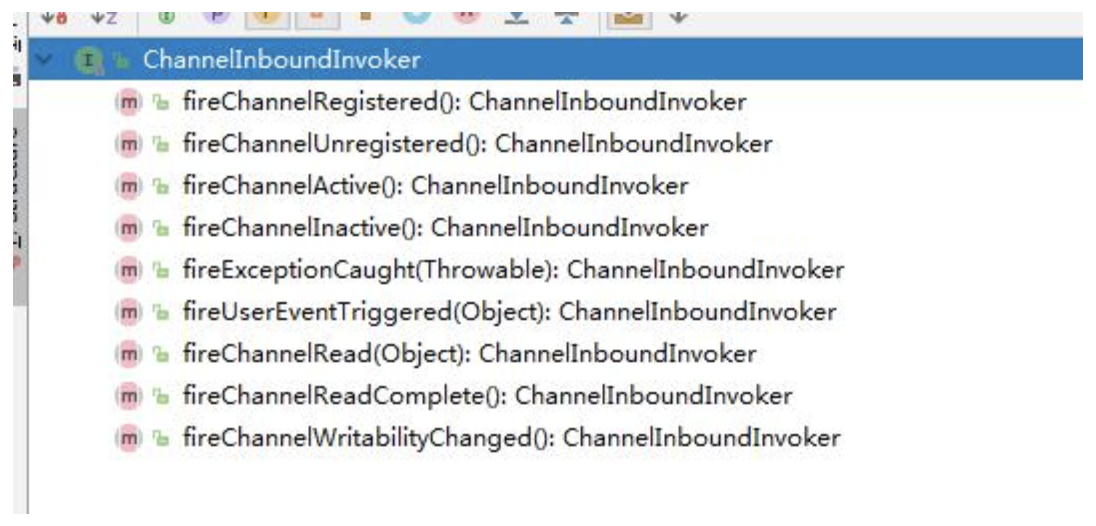 ChannelInboundInvoker
fireChannelRegistered(): ChannelInboundInvoker
fireChannelUnregistered(): ChannelInboundInvoker
fireChannelActive(): ChannelInboundInvoker
fireChannelInactive(): ChannelInboundInvoker
fireExceptionCaught(Throwable): ChannelInboundInvoker
fireUserEventTriggered(Object): ChannelInboundInvoker
fireChannelRead(Object): ChannelInboundInvoker
fireChannelReadComplete(): ChannelInboundInvoker
fireChannelWritabilityChanged(): ChannelInboundInvoker